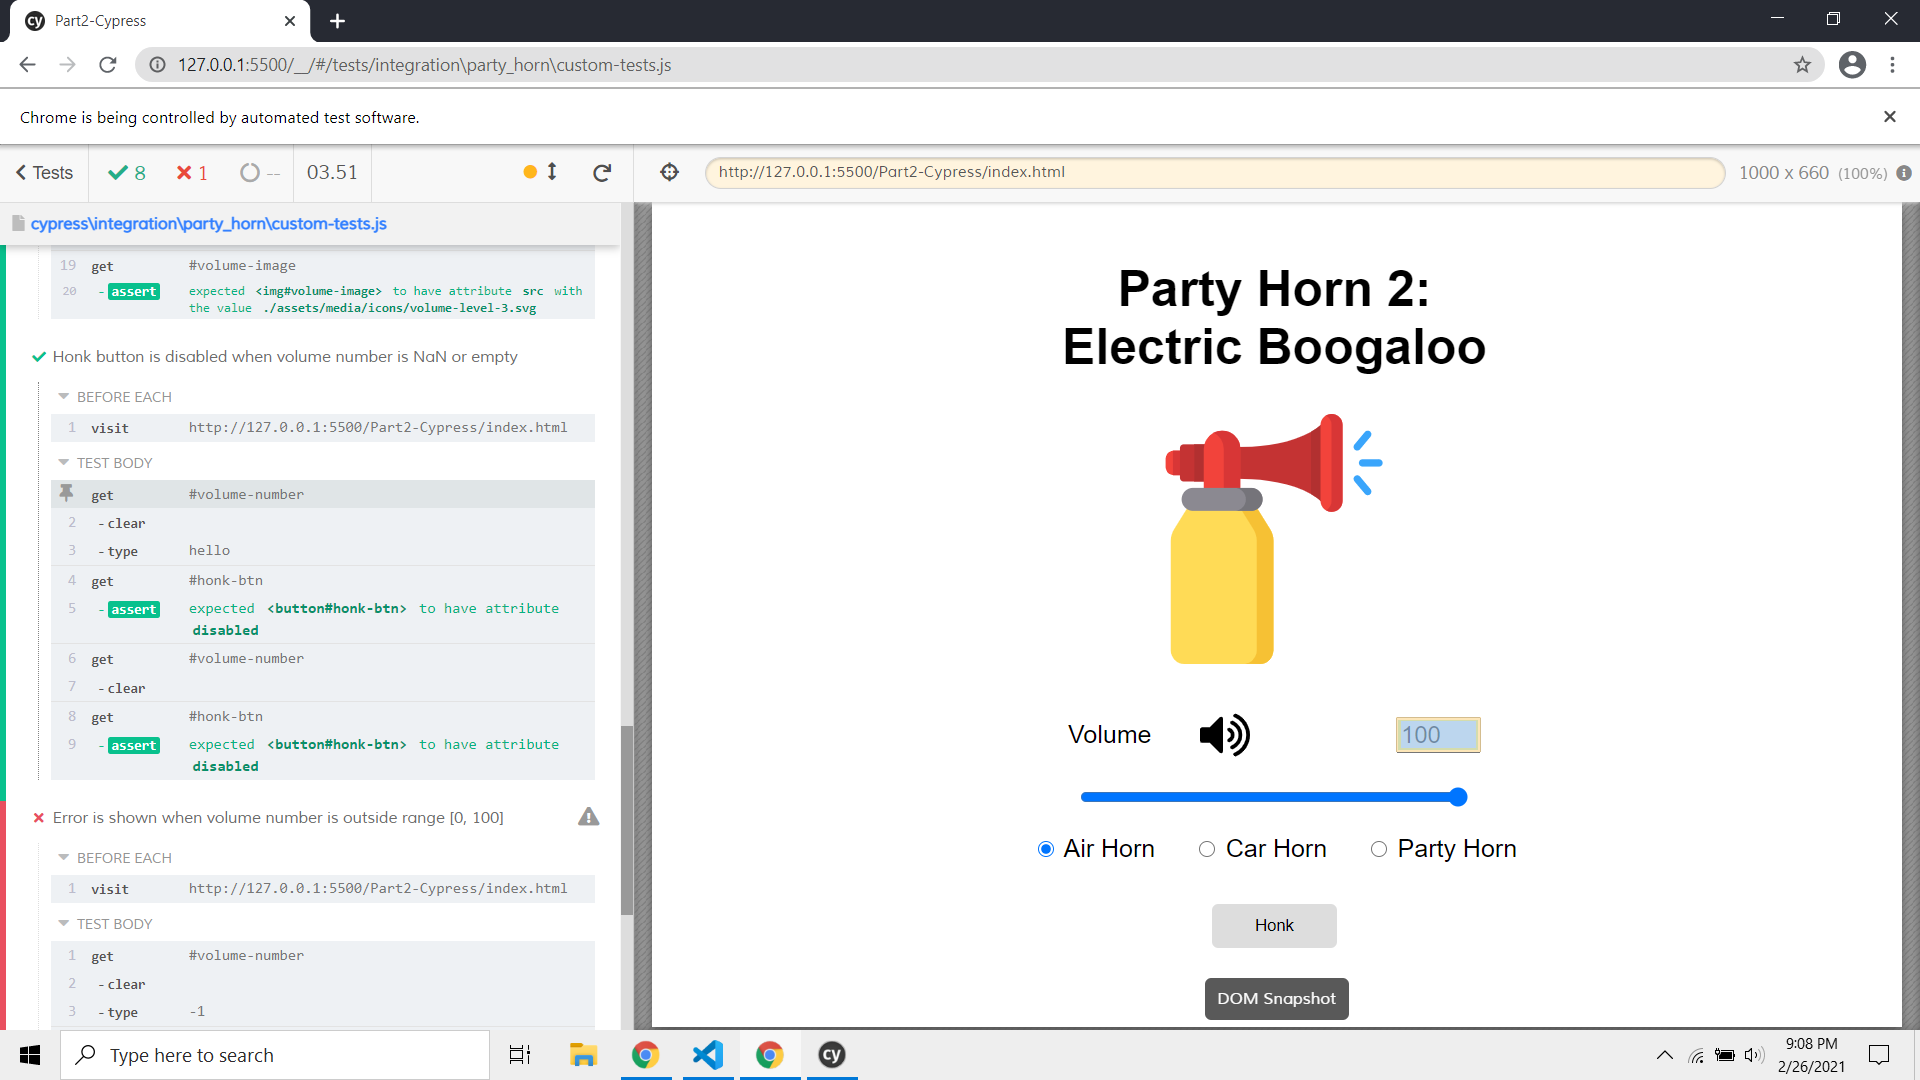 cy Part2-Cypress
127.0.0.1:5500/__/#/tests/integration\party_horn\custom-tests.js
Chrome is being controlled by automated test software.
Tests 8 1 -- 03.51
http://127.0.0.1:5500/Part2-Cypress/index.html 1000 x 660 (100%)
cypress\integration\party_horn\custom-tests.js
19 get #volume-image
20 - assert expected <img#volume-image> to have attribute src with
the value ./assets/media/icons/volume-level-3.svg
Honk button is disabled when volume number is NaN or empty
BEFORE EACH
1 visit http://127.0.0.1:5500/Part2-Cypress/index.html
TEST BODY
get #volume-number
2 - clear
3 - type hello
4 get #honk-btn
5 - assert expected <button#honk-btn> to have attribute
disabled
6 get #volume-number
7 - clear
8 get #honk-btn
9 - assert expected <button#honk-btn> to have attribute
disabled
Error is shown when volume number is outside range [0, 100]
BEFORE EACH
1 visit http://127.0.0.1:5500/Part2-Cypress/index.html
TEST BODY
1 get #volume-number
2 - clear
3 - type -1
Party Horn 2:
Electric Boogaloo
Volume 100
Air Horn Car Horn Party Horn
Honk
DOM Snapshot
Type here to search
cy
9:08 PM
2/26/2021